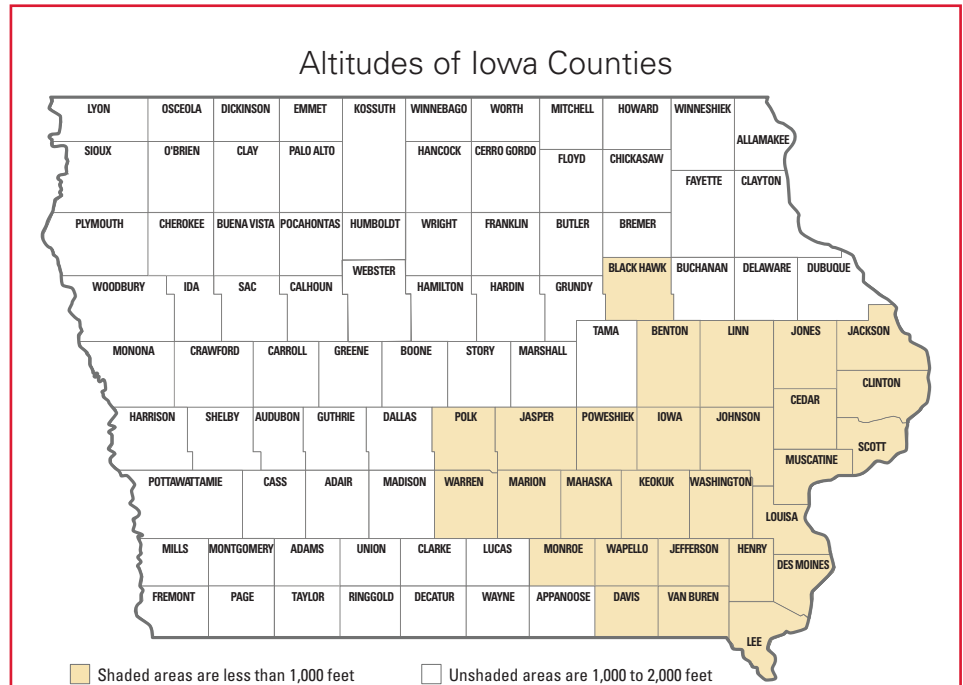 Altitudes of Iowa Counties
LYON OSCEOLA DICKINSON EMMET KOSSUTH WINNEBAGO WORTH MITCHELL HOWARD WINNESHIEK
ALLAMAKEE
SIOUX O'BRIEN CLAY PALO ALTO HANCOCK CERRO GORDO FLOYD CHICKASAW
FAYETTE CLAYTON
PLYMOUTH CHEROKEE BUENA VISTA POCAHONTAS HUMBOLDT WRIGHT FRANKLIN BUTLER BREMER
WEBSTER BLACK HAWK BUCHANAN DELAWARE DUBUQUE
WOODBURY IDA SAC CALHOUN HAMILTON HARDIN GRUNDY
TAMA BENTON LINN JONES JACKSON
MONONA CRAWFORD CARROLL GREENE BOONE STORY MARSHALL
CLINTON
CEDAR
HARRISON SHELBY AUDUBON GUTHRIE DALLAS POLK JASPER POWESHIEK IOWA JOHNSON
SCOTT
MUSCATINE
POTTAWATTAMIE CASS ADAIR MADISON WARREN MARION MAHASKA KEOKUK WASHINGTON
LOUISA
MILLS MONTGOMERY ADAMS UNION CLARKE LUCAS MONROE WAPELLO JEFFERSON HENRY
DES MOINES
FREMONT PAGE TAYLOR RINGGOLD DECATUR WAYNE APPANOOSE DAVIS VAN BUREN
LEE
Shaded areas are less than 1,000 feet Unshaded areas are 1,000 to 2,000 feet